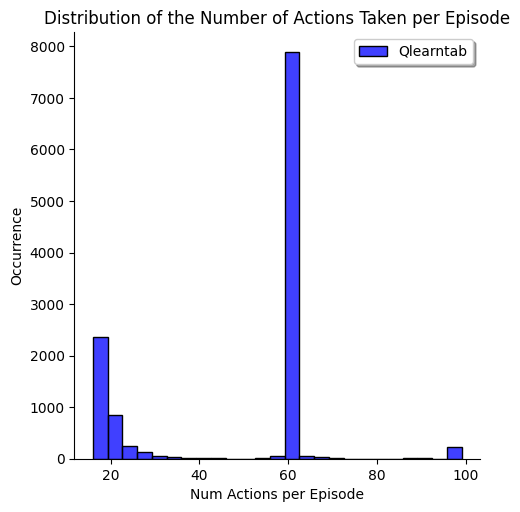 Distribution of the Number of Actions Taken per Episode
Qlearntab
8000
7000
6000
5000
4000
3000
2000
1000
0
Occurrence
20 40 60 80 100
Num Actions per Episode